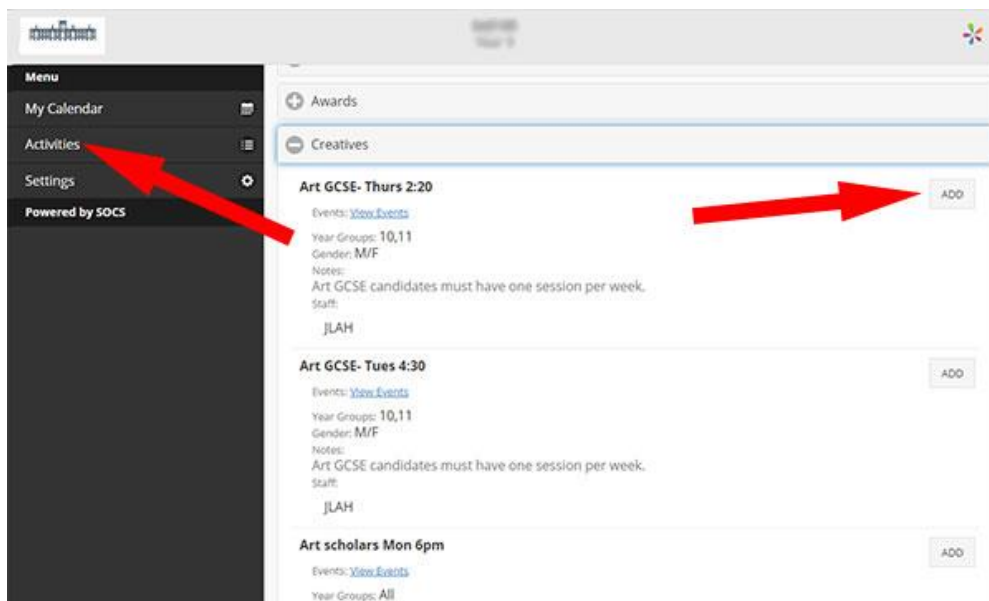 Menu
My Calendar
Activities
Settings
Powered by SOCS
Awards
Creatives
Art GCSE- Thurs 2:20
ADD
Events: View Events
Year Groups: 10,11
Gender: M/F
Notes:
Art GCSE candidates must have one session per week.
Staff:
JLAH
Art GCSE- Tues 4:30
ADD
Events: View Events
Year Groups: 10,11
Gender: M/F
Notes:
Art GCSE candidates must have one session per week.
Staff:
JLAH
Art scholars Mon 6pm
ADD
Events: View Events
Year Groups: All